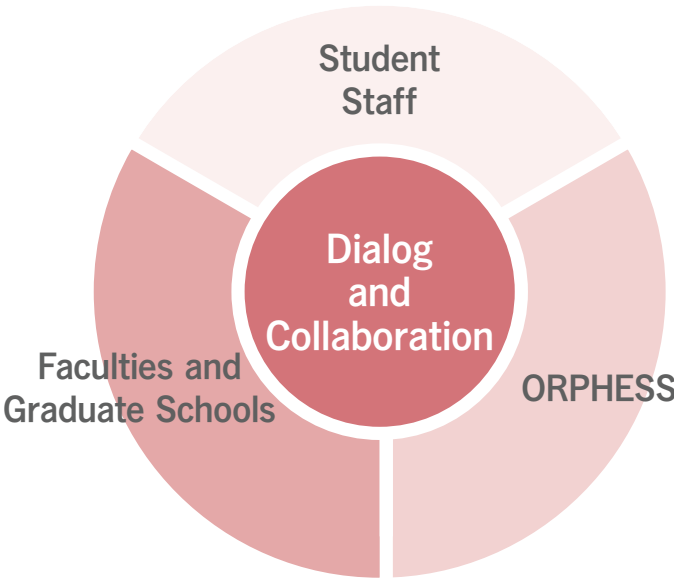 Student
Staff
Dialog
and
Collaboration
Faculties and
Graduate Schools
ORPHESS